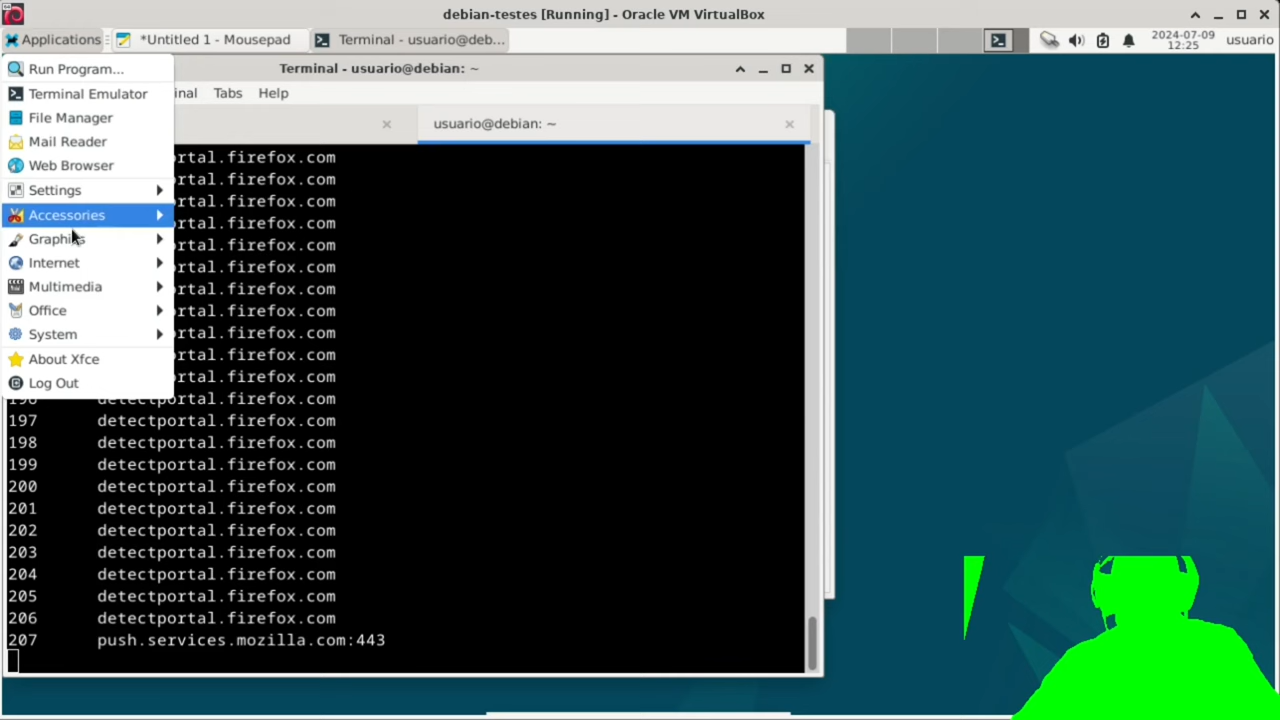 debian-testes [Running] - Oracle VM VirtualBox
Applications
*Untitled 1 - Mousepad
Terminal - usuario@deb...
2024-07-09
12:25
usuario
Run Program...
Terminal Emulator
File Manager
Mail Reader
Web Browser
Settings
Accessories
Graphics
Internet
Multimedia
Office
System
About Xfce
Log Out
Terminal - usuario@debian: ~
inal Tabs Help
usuario@debian: ~
rtal.firefox.com
rtal.firefox.com
rtal.firefox.com
rtal.firefox.com
rtal.firefox.com
rtal.firefox.com
rtal.firefox.com
rtal.firefox.com
rtal.firefox.com
rtal.firefox.com
rtal.firefox.com
196 detectportal.firefox.com
197 detectportal.firefox.com
198 detectportal.firefox.com
199 detectportal.firefox.com
200 detectportal.firefox.com
201 detectportal.firefox.com
202 detectportal.firefox.com
203 detectportal.firefox.com
204 detectportal.firefox.com
205 detectportal.firefox.com
206 detectportal.firefox.com
207 push.services.mozilla.com:443